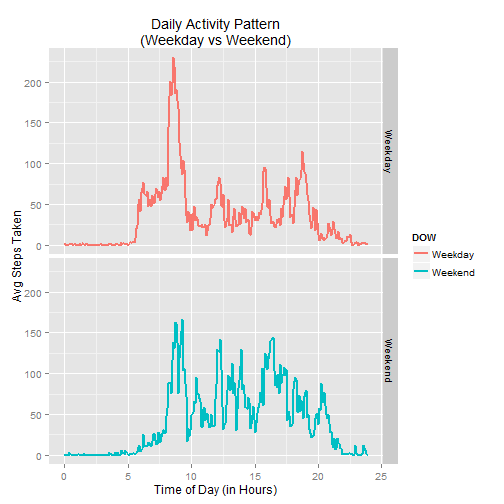 Daily Activity Pattern
(Weekday vs Weekend)
Avg Steps Taken
200
150
100
50
0
Weekday
200
150
100
50
0
Weekend
0 5 10 15 20 25
Time of Day (in Hours)
DOW
Weekday
Weekend